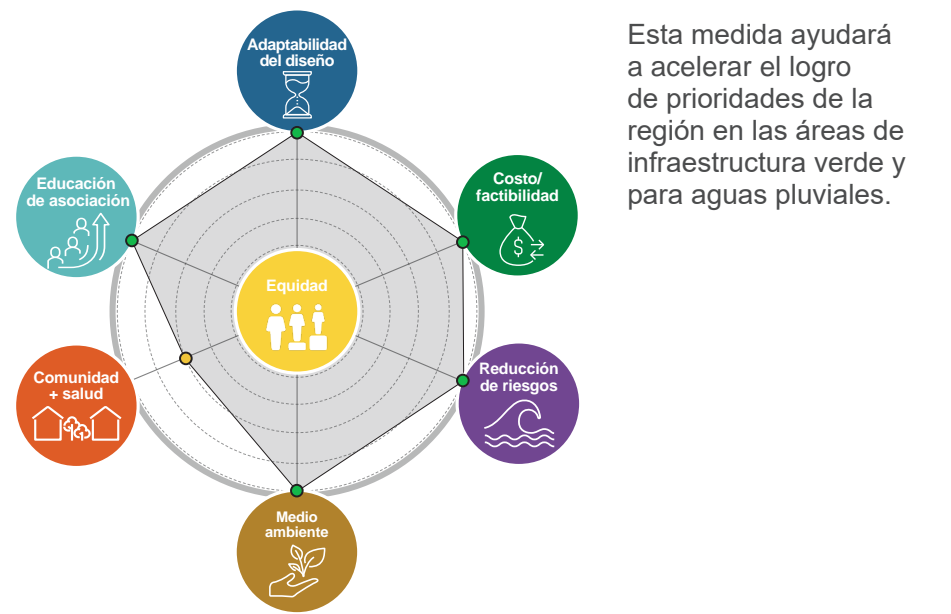 Adaptabilidad
del diseño
Educación
de asociación
Costo/
factibilidad
$
Equidad
Comunidad
+ salud
Reducción
de riesgos
Medio
ambiente
Esta medida ayudará
a acelerar el logro
de prioridades de la
región en las áreas de
infraestructura verde y
para aguas pluviales.